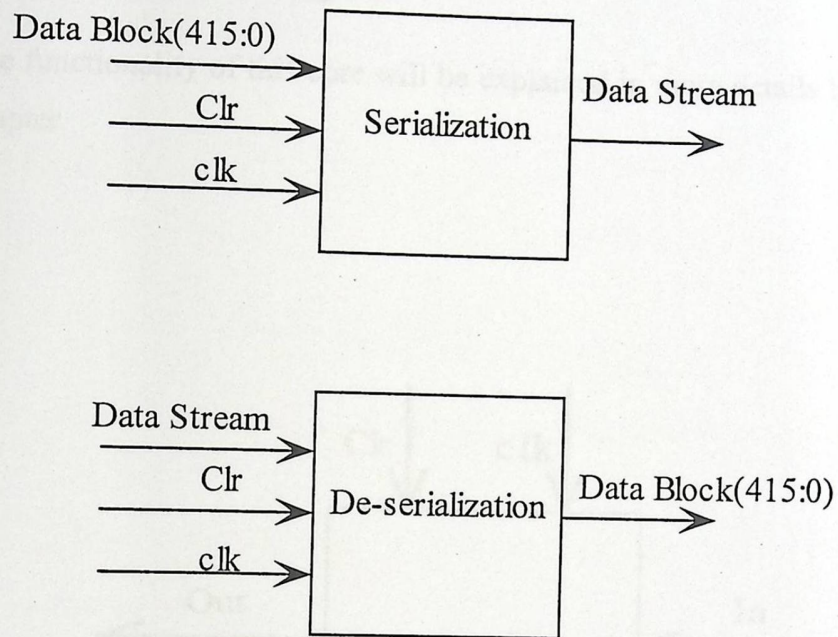 Data Block(415:0)
Clr
clk
Serialization
Data Stream
Data Stream
Clr
clk
De-serialization
Data Block(415:0)